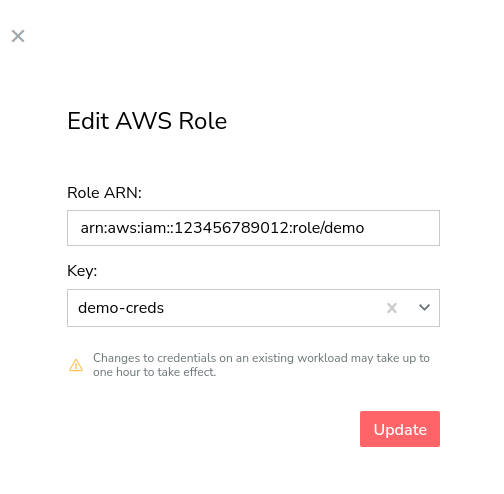 Edit AWS Role
Role ARN:
arn:aws:iam::123456789012:role/demo
Key:
demo-creds
Changes to credentials on an existing workload may take up to
one hour to take effect.
Update